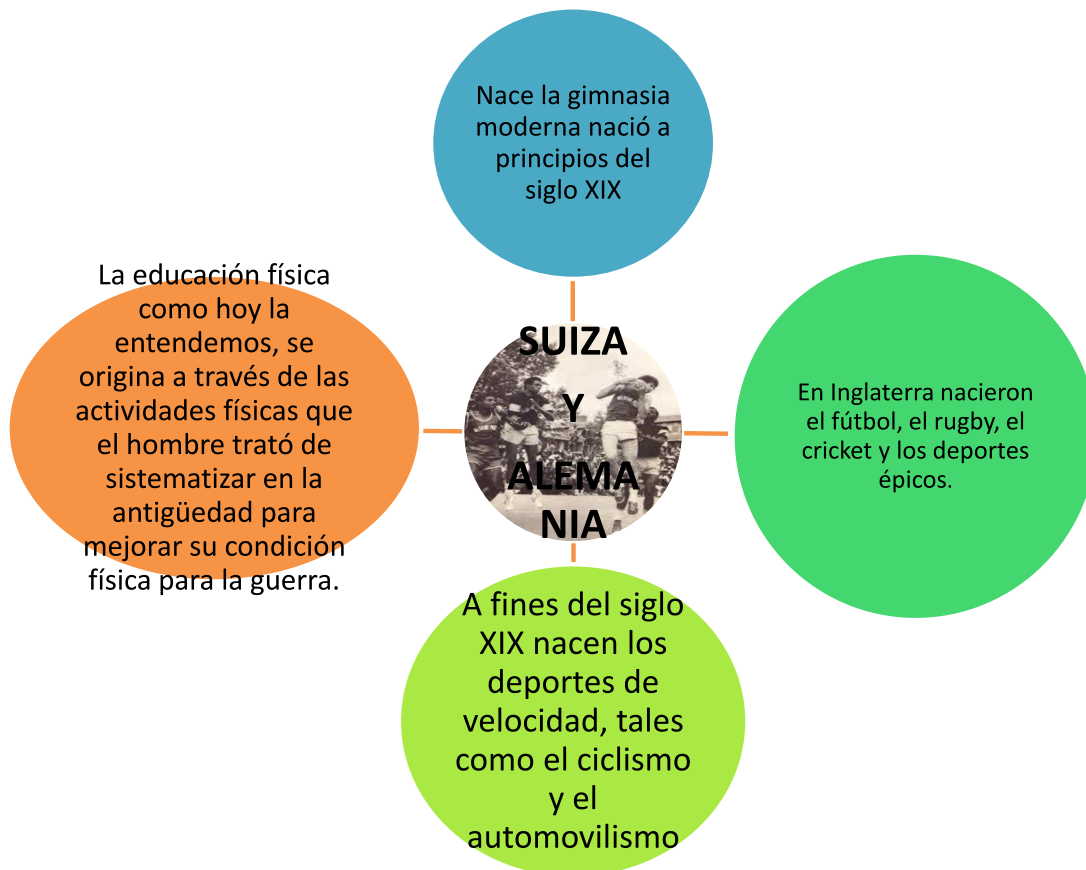 Nace la gimnasia
moderna nació a
principios del
siglo XIX
La educación física
como hoy la
entendemos, se
origina a través de las
actividades físicas que
el hombre trató de
sistematizar en la
antigüedad para
mejorar su condición
física para la guerra.
SUIZA
Y
ALEMA
NIA
En Inglaterra nacieron
el fútbol, el rugby, el
cricket y los deportes
épicos.
A fines del siglo
XIX nacen los
deportes de
velocidad, tales
como el ciclismo
y el
automovilismo